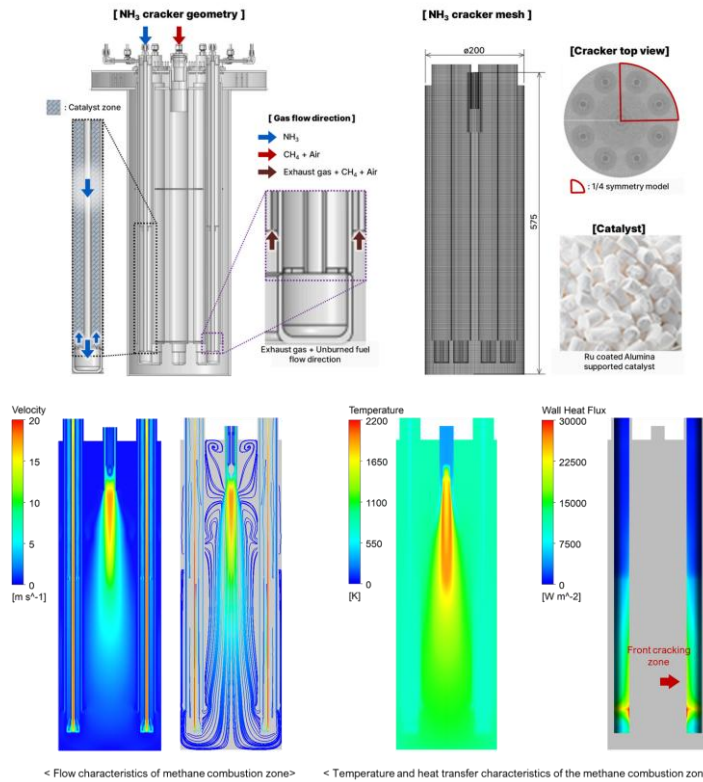 [ NH₃ cracker geometry ]
: Catalyst zone
[ Gas flow direction]
NH₃
CH₄ + Air
Exhaust gas + CH₄ + Air
Exhaust gas + Unburned fuel
flow direction
[NH₃ cracker mesh]
ø200
575
[Cracker top view]
: 1/4 symmetry model
[Catalyst]
Ru coated Alumina
supported catalyst
Velocity
20
15
10
5
0
[m s^-1]
Temperature
2200
1650
1100
550
0
[K]
Wall Heat Flux
30000
22500
15000
7500
0
[W m^-2]
Front cracking
zone
< Flow characteristics of methane combustion zone>
< Temperature and heat transfer characteristics of the methane combustion zon